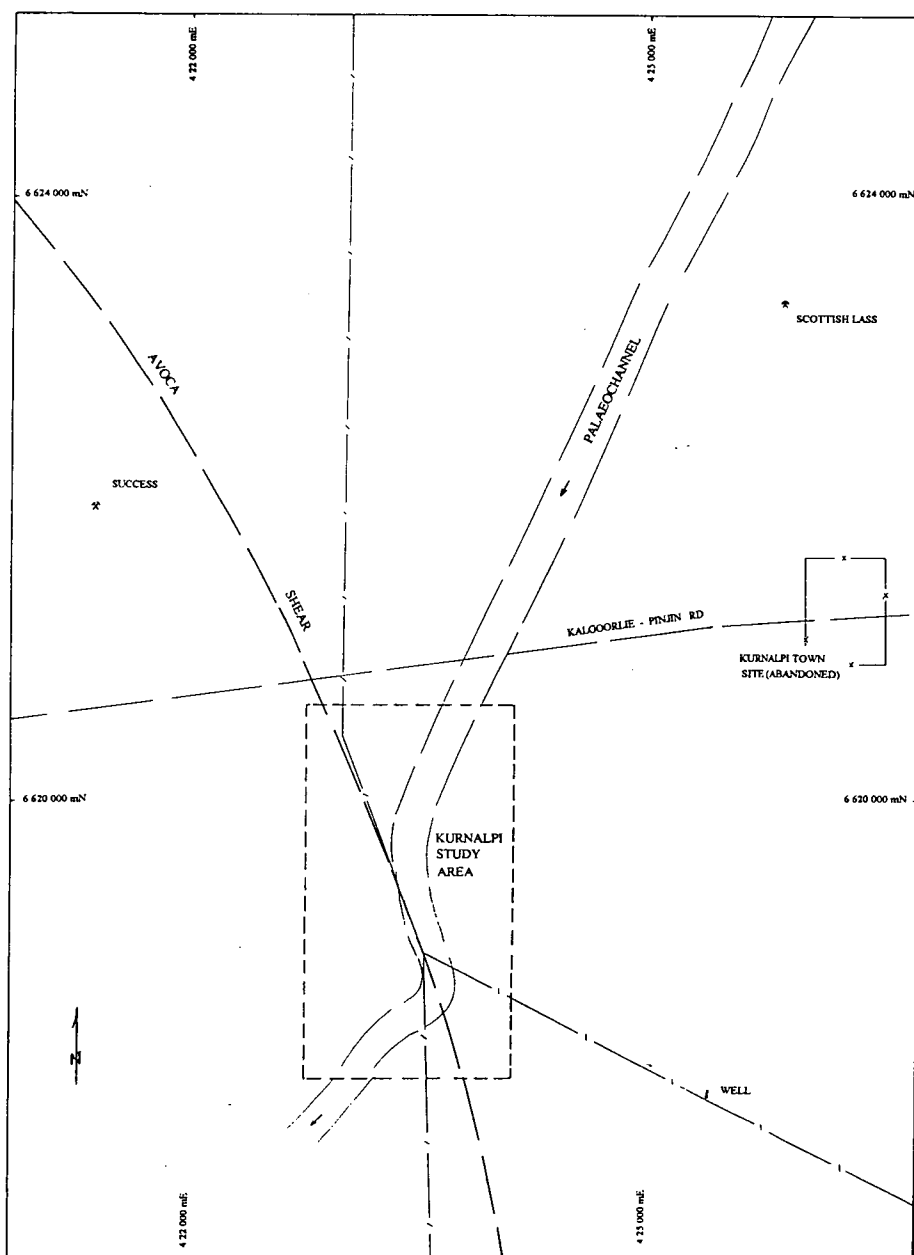 4 22 000 mE
4 25 000 mE
6 624 000 mN
6 624 000 mN
SCOTTISH LASS
AVOCA
PALAEOCHANNEL
SUCCESS
SHEAR
KALGOORLIE - PINJIN RD
KURNALPI TOWN
SITE (ABANDONED)
6 620 000 mN
6 620 000 mN
KURNALPI
STUDY
AREA
N
WELL
4 22 000 mE
4 25 000 mE